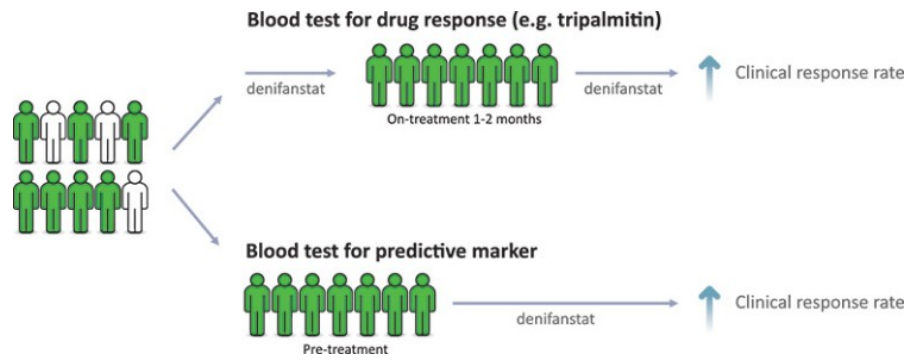 Blood test for drug response (e.g. tripalmitin)
denifanstat
denifanstat
Clinical response rate
On-treatment 1-2 months
Blood test for predictive marker
denifanstat
Clinical response rate
Pre-treatment